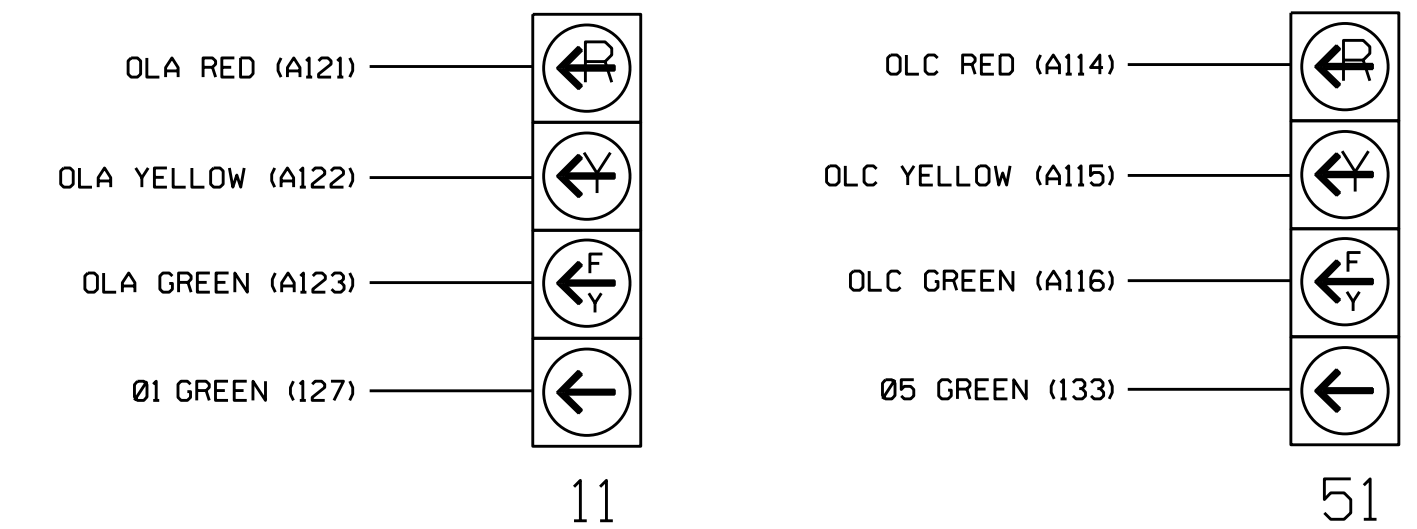 OLA RED (A121)
R
OLA YELLOW (A122)
Y
OLA GREEN (A123)
F
Y
Ø1 GREEN (127)
11
OLC RED (A114)
R
OLC YELLOW (A115)
Y
OLC GREEN (A116)
F
Y
Ø5 GREEN (133)
51